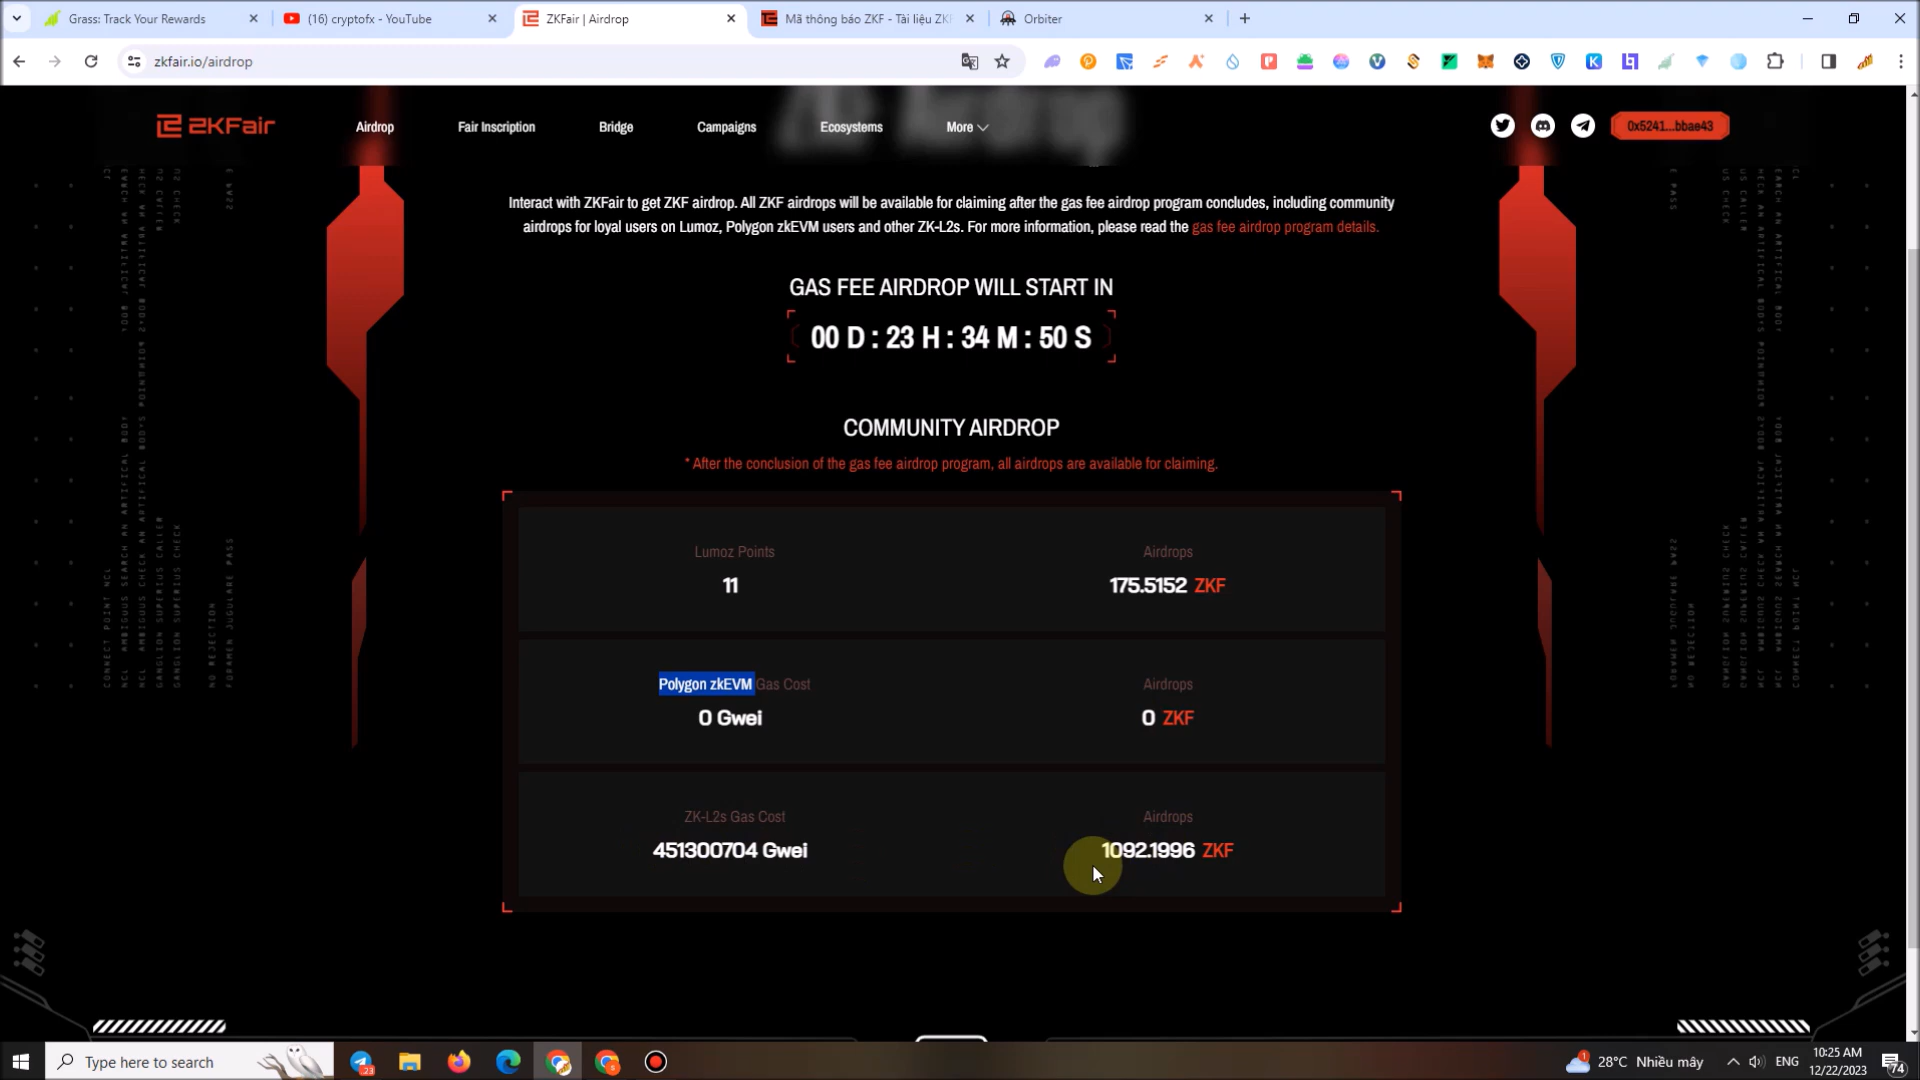 Grass: Track Your Rewards
(16) cryptofx - YouTube
ZKFair | Airdrop
Mã thông báo ZKF - Tài liệu ZKF
Orbiter
zkfair.io/airdrop
ZKFair
Airdrop
Fair Inscription
Bridge
Campaigns
Ecosystems
More
0x5241...bbae43
Interact with ZKFair to get ZKF airdrop. All ZKF airdrops will be available for claiming after the gas fee airdrop program concludes, including community
airdrops for loyal users on Lumoz, Polygon zkEVM users and other ZK-L2s. For more information, please read the gas fee airdrop program details.
GAS FEE AIRDROP WILL START IN
00 D : 23 H : 34 M : 50 S
COMMUNITY AIRDROP
* After the conclusion of the gas fee airdrop program, all airdrops are available for claiming.
Lumoz Points
Airdrops
11
175.5152 ZKF
Polygon zkEVM Gas Cost
Airdrops
0 Gwei
0 ZKF
ZK-L2s Gas Cost
Airdrops
451300704 Gwei
1092.1996 ZKF
Type here to search
28°C Nhiều mây
ENG
10:25 AM
12/22/2023
74